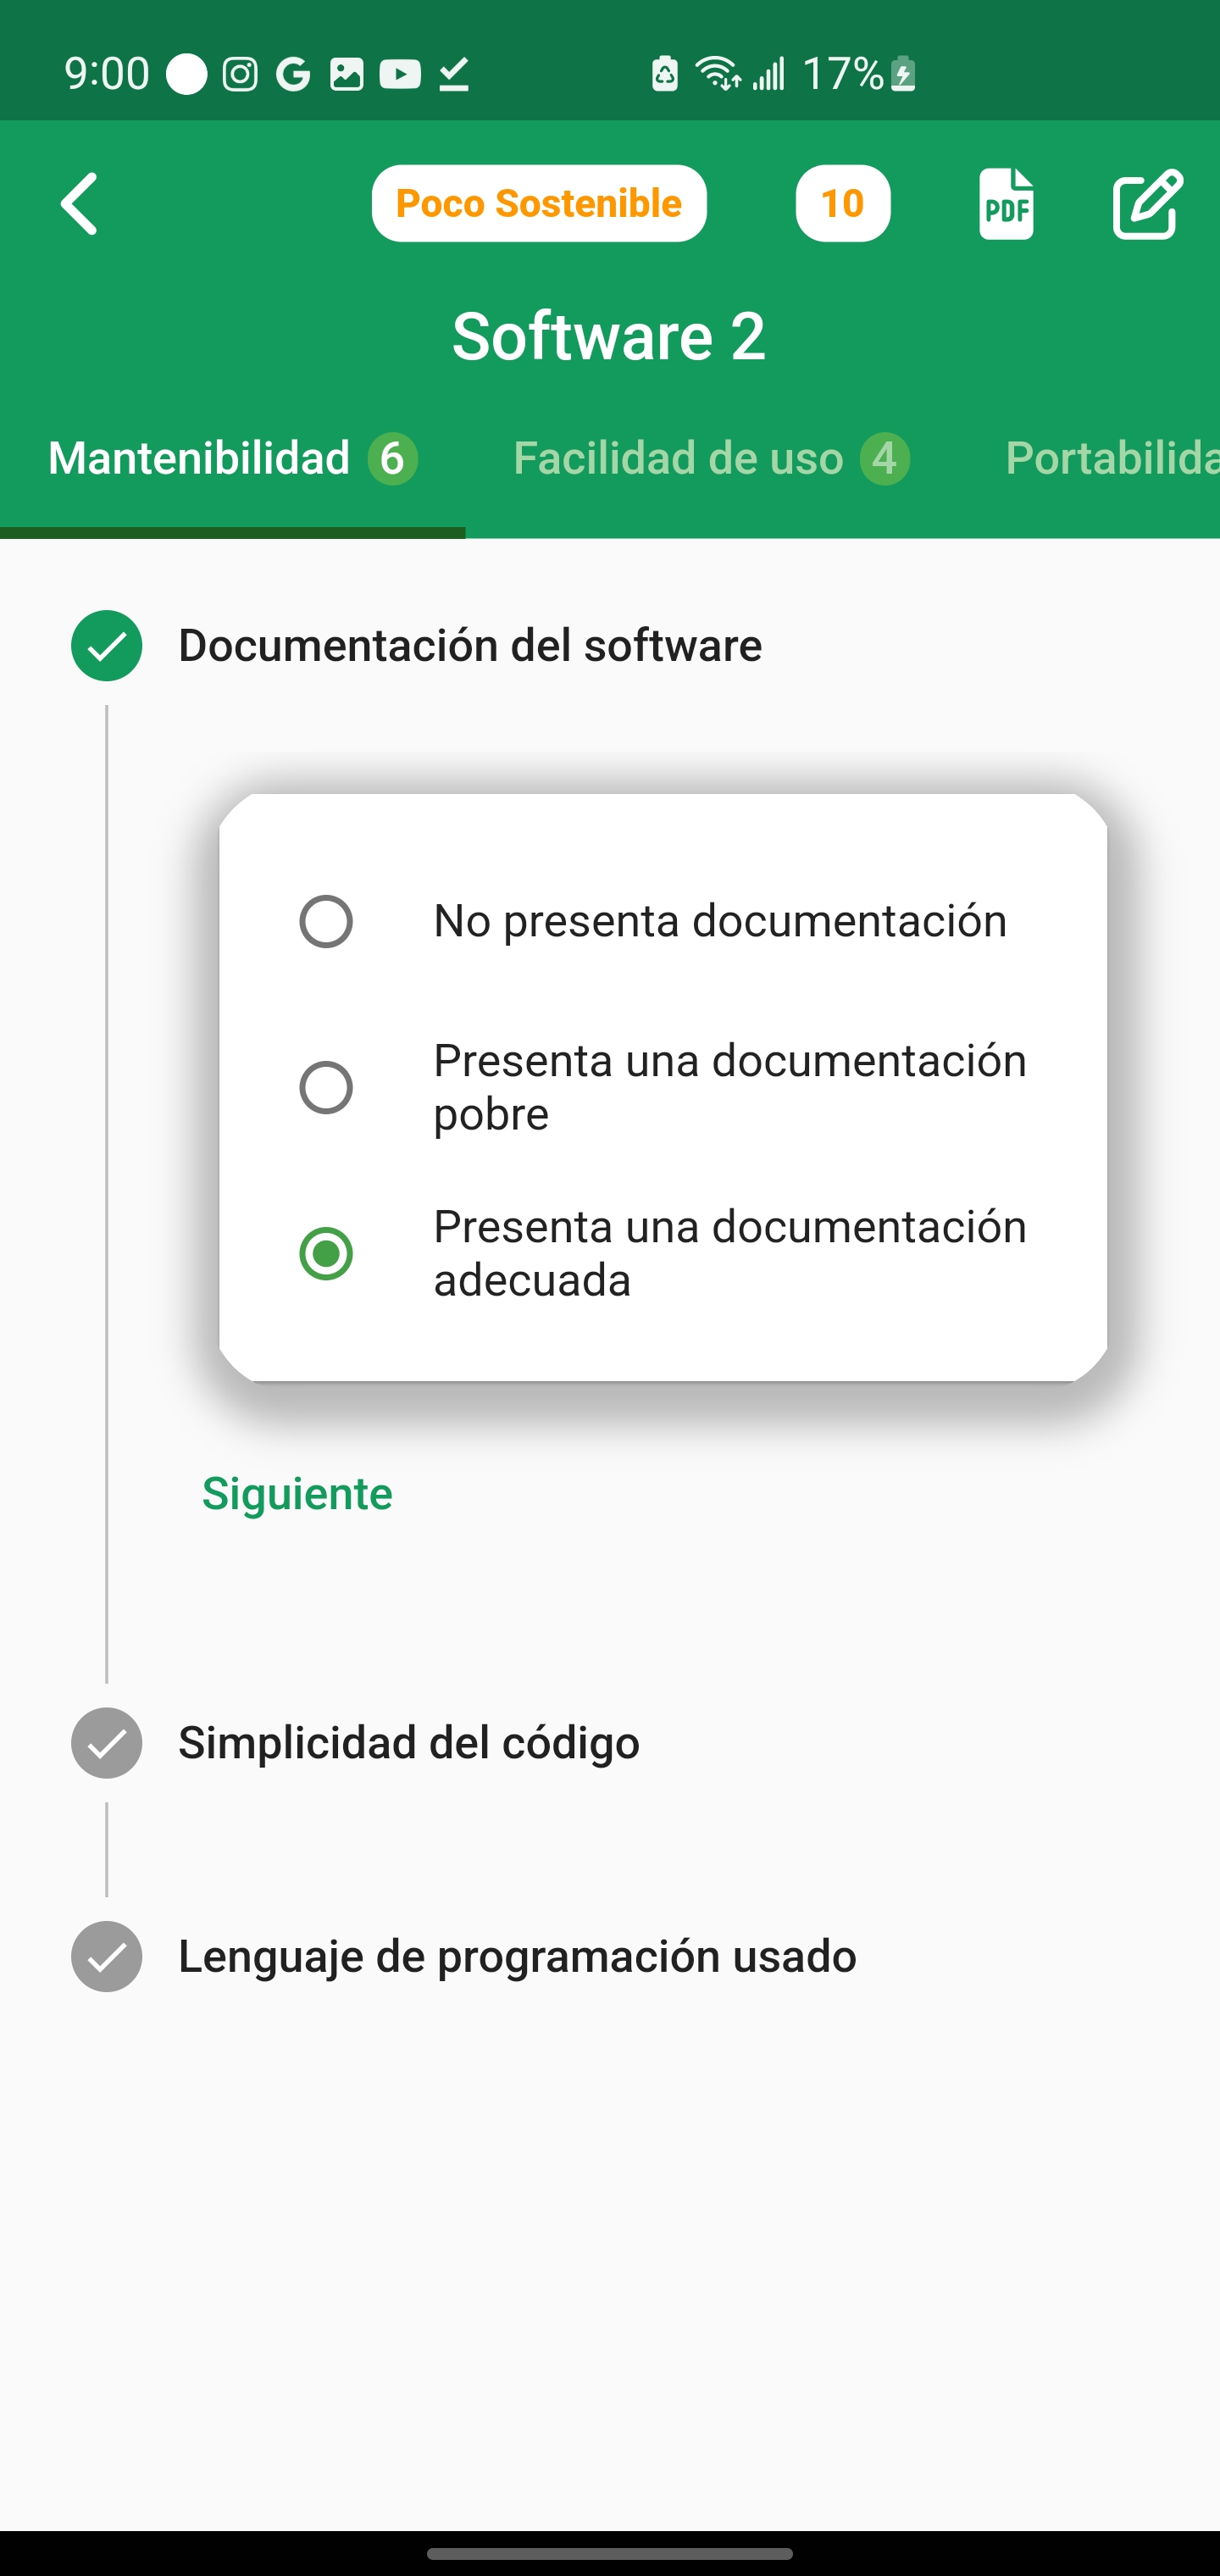 9:00 17%
Poco Sostenible 10 PDF
Software 2
Mantenibilidad 6 Facilidad de uso 4 Portabilida
Documentación del software
No presenta documentación
Presenta una documentación
pobre
Presenta una documentación
adecuada
Siguiente
Simplicidad del código
Lenguaje de programación usado